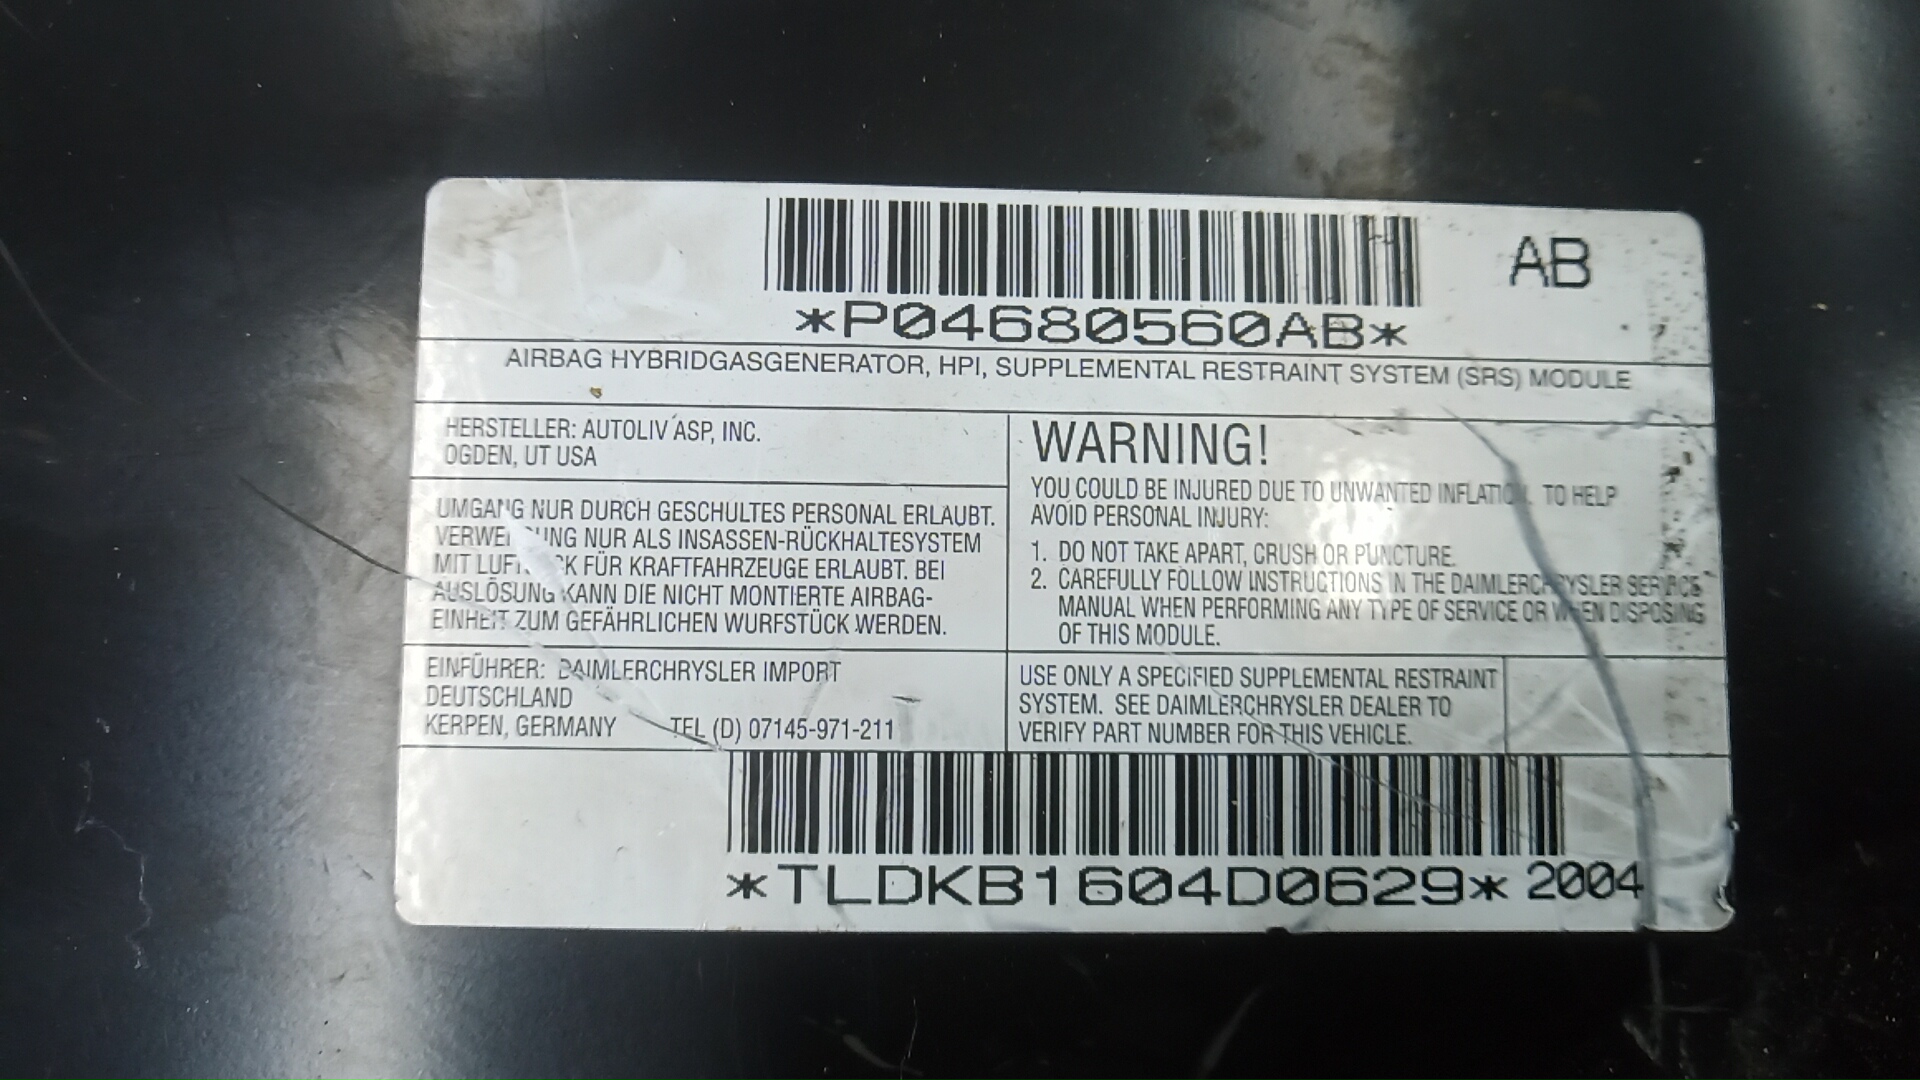 AB
*P04680560AB*
AIRBAG HYBRIDGASGENERATOR, HPI, SUPPLEMENTAL RESTRAINT SYSTEM (SRS) MODULE
HERSTELLER: AUTOLIV ASP, INC.
OGDEN, UT USA
UMGANG NUR DURCH GESCHULTES PERSONAL ERLAUBT.
NUR ALS INSASSEN-RÜCKHALTESYSTEM
MIT FÜR KRAFTFAHRZEUGE ERLAUBT. BEI
AUSLÖSUNG KANN DIE NICHT MONTIERTE AIRBAG-
EINHEIT ZUM GEFÄHRLICHEN WURFSTÜCK WERDEN.
EINFÜHRER: DAIMLERCHRYSLER IMPORT
DEUTSCHLAND
KERPEN, GERMANY TEL (D) 07145-971-211
WARNING!
YOU COULD BE INJURED DUE TO UNWANTED INFLATION. TO HELP
AVOID PERSONAL INJURY:
1. DO NOT TAKE APART, CRUSH OR PUNCTURE.
2. CAREFULLY FOLLOW INSTRUCTIONS IN THE DAIMLERCHRYSLER SERVICE
MANUAL WHEN PERFORMING ANY TYPE OF SERVICE OR WHEN DISPOSING
OF THIS MODULE.
USE ONLY A SPECIFIED SUPPLEMENTAL RESTRAINT
SYSTEM. SEE DAIMLERCHRYSLER DEALER TO
VERIFY PART NUMBER FOR THIS VEHICLE.
*TLDKB1604D0629* 2004